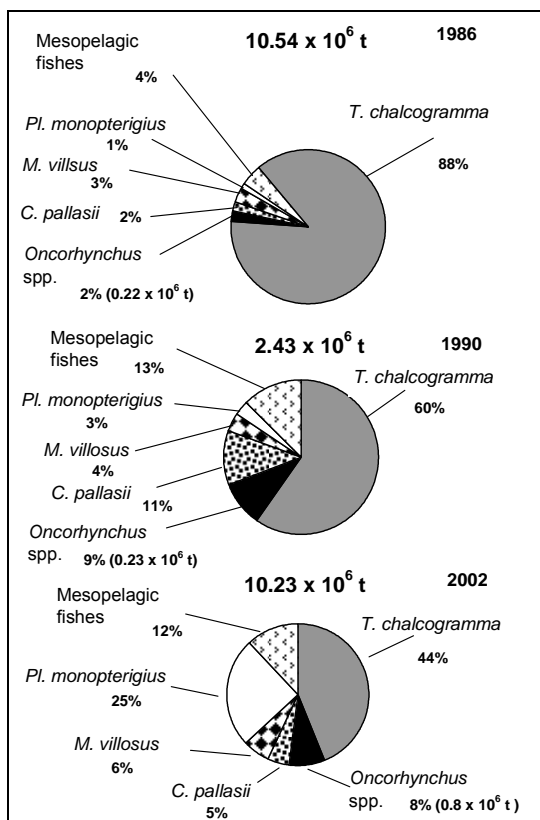 10.54 x 10⁶ t
1986
Mesopelagic
fishes
4%
T. chalcogramma
88%
Pl. monopterigius
1%
M. villsus
3%
C. pallasii 2%
Oncorhynchus
spp.
2% (0.22 x 10⁶ t)
2.43 x 10⁶ t
1990
Mesopelagic
fishes
13%
T. chalcogramma
60%
Pl. monopterigius
3%
M. villosus
4%
C. pallasii
11%
Oncorhynchus
spp. 9% (0.23 x 10⁶ t)
10.23 x 10⁶ t
2002
Mesopelagic
fishes
12%
T. chalcogramma
44%
Pl. monopterigius
25%
M. villosus
6%
C. pallasii
5%
Oncorhynchus
spp. 8% (0.8 x 10⁶ t )